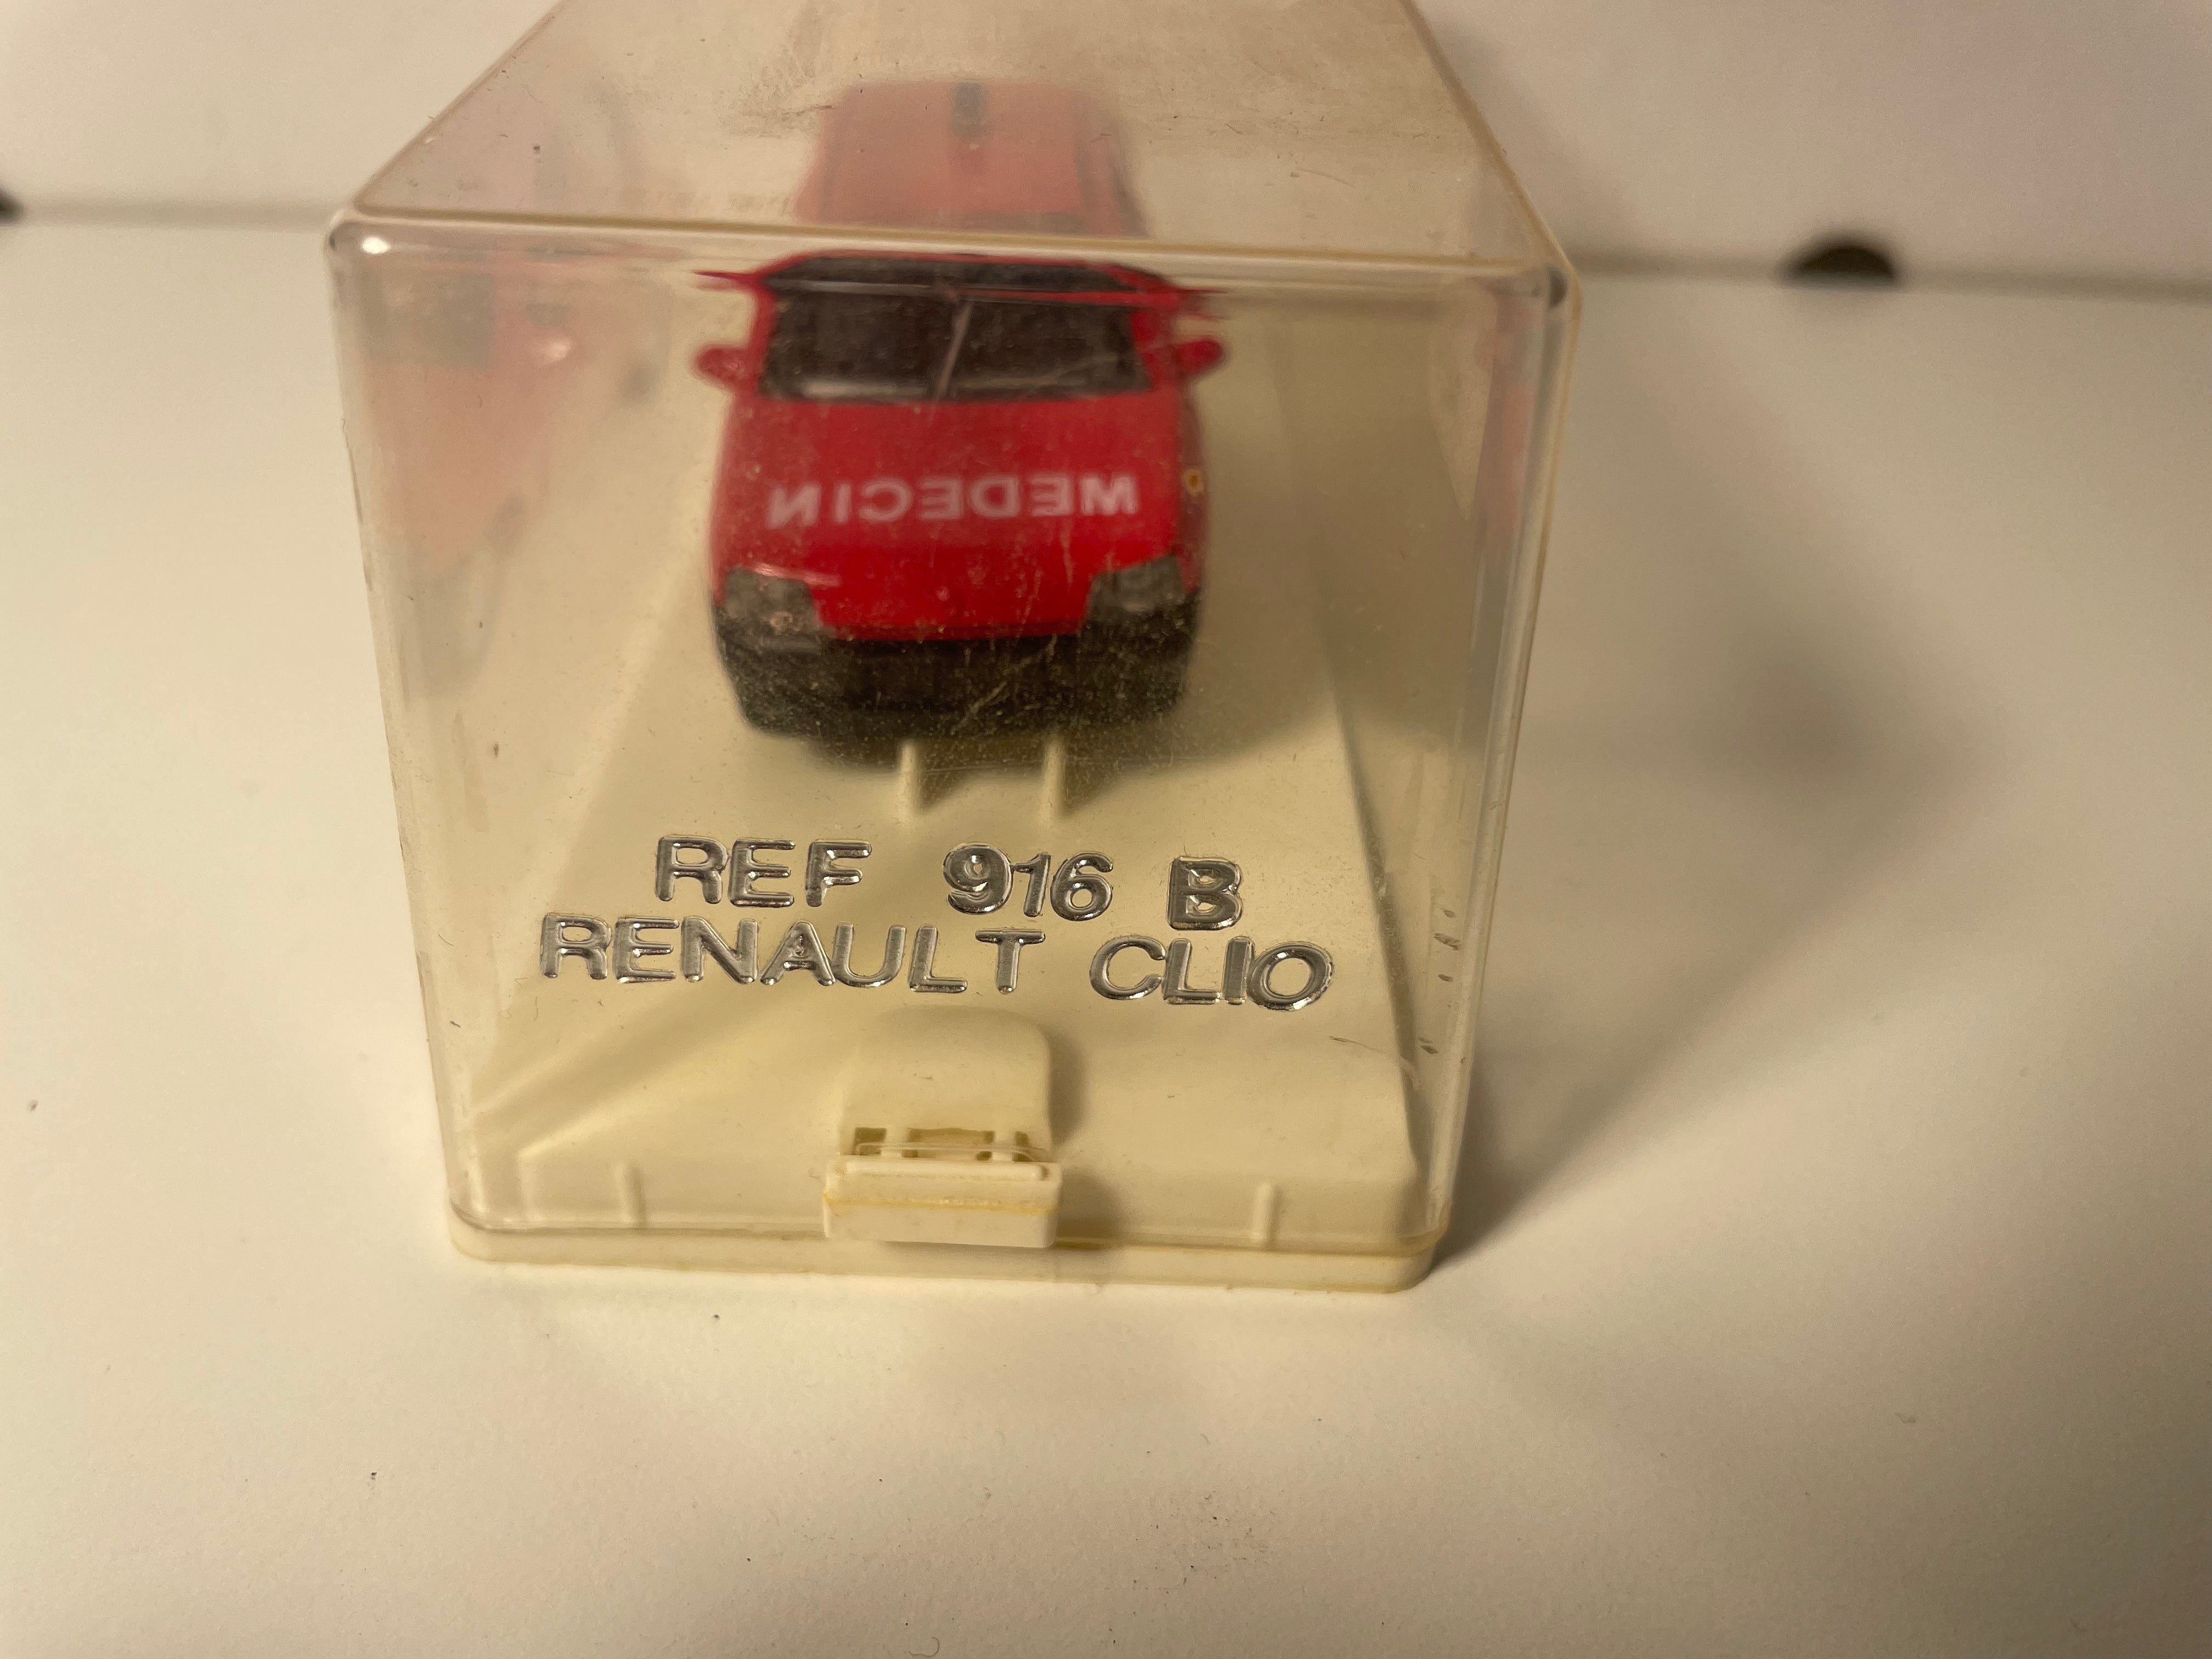 MEDECIN
REF 916 B
RENAULT CLIO